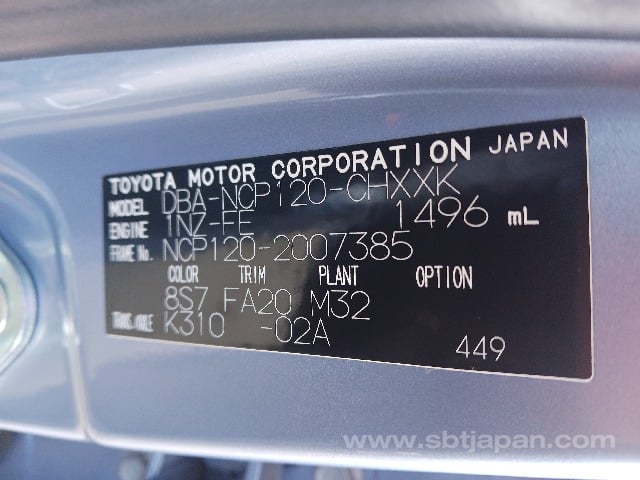 TOYOTA MOTOR CORPORATION JAPAN
MODEL DBA-NCP120-CHXXK
ENGINE 1NZ-FE 1496 mL
FRAME No. NCP120-2007385
COLOR TRIM PLANT OPTION
8S7 FA20 M32
TRANS./AXLE K310 -02A
449
www.sbtjapan.com